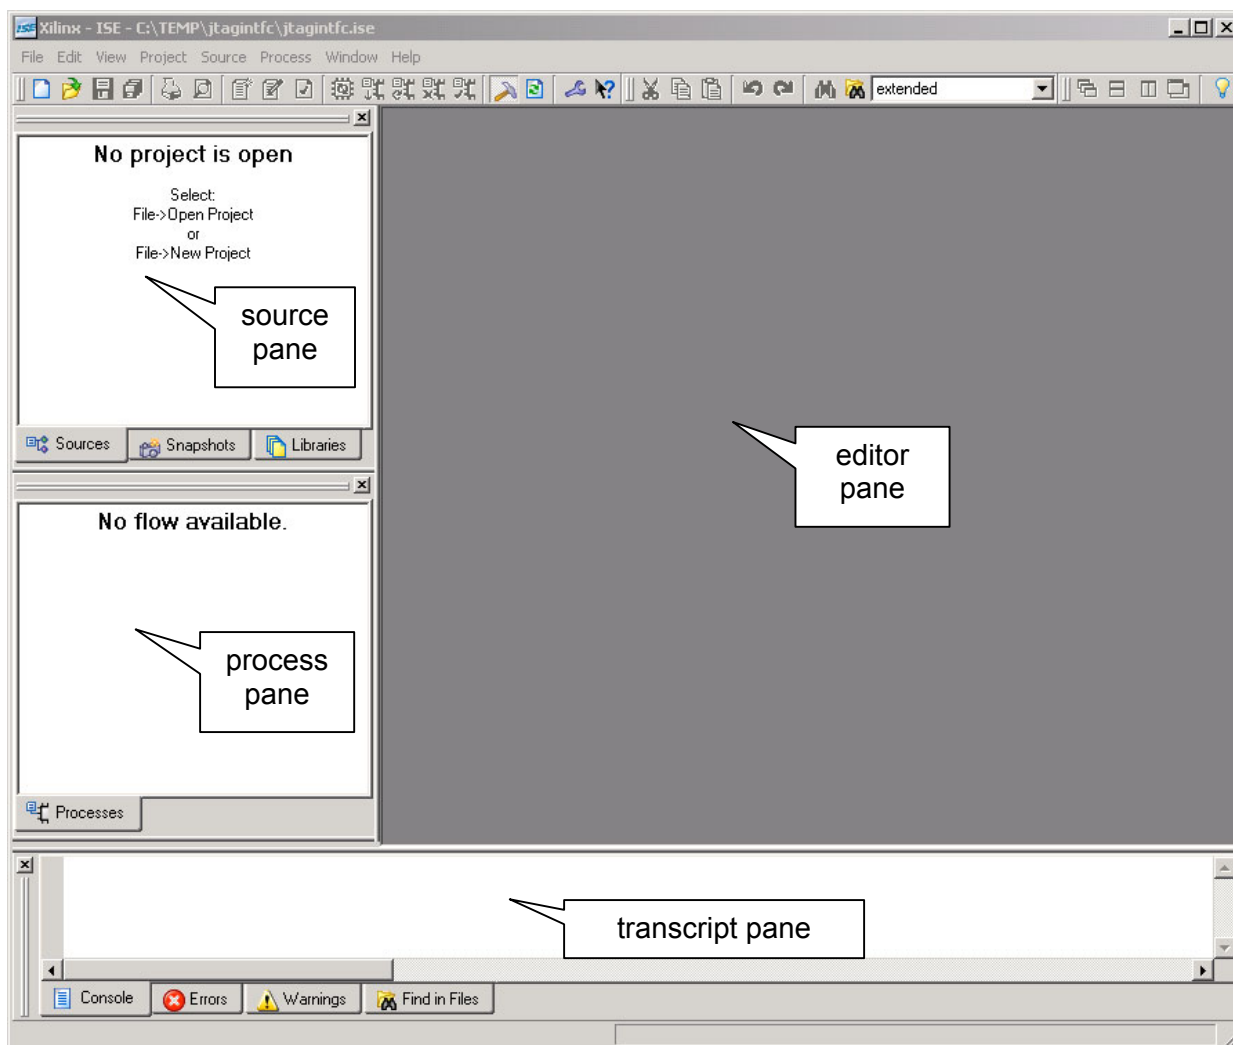 Xilinx - ISE - C:\TEMP\jtagintfc\jtagintfc.ise
File Edit View Project Source Process Window Help
extended
No project is open
Select:
File->Open Project
or
File->New Project
source
pane
Sources Snapshots Libraries
editor
pane
No flow available.
process
pane
Processes
transcript pane
Console Errors Warnings Find in Files